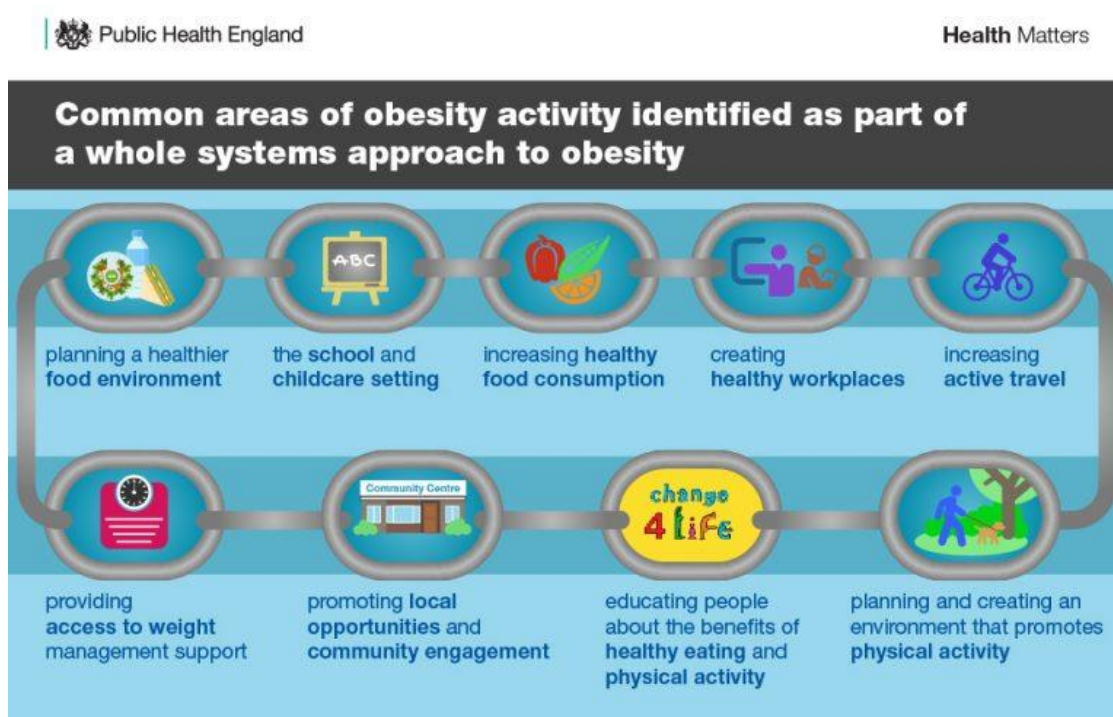 Public Health England
Health Matters
Common areas of obesity activity identified as part of
a whole systems approach to obesity
ABC
planning a healthier
food environment
the school and
childcare setting
increasing healthy
food consumption
creating
healthy workplaces
increasing
active travel
Community Centre
change
4 life
providing
access to weight
management support
promoting local
opportunities and
community engagement
educating people
about the benefits of
healthy eating and
physical activity
planning and creating an
environment that promotes
physical activity